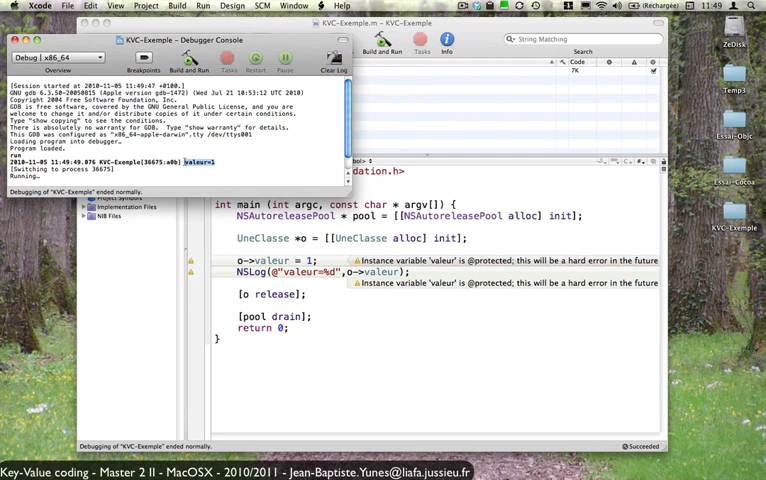 Xcode File Edit View Project Build Run Design SCM Window Help (Rechargée) 11:49
KVC-Exemple.m - KVC-Exemple
KVC-Exemple - Debugger Console
Debug | x86_64
Overview Breakpoints Build and Run Tasks Restart Pause Clear Log
Build and Run Tasks Info
String Matching
Search
Code
7K
[Session started at 2010-11-05 11:49:47 +0100.]
GNU gdb 6.3.50-20050815 (Apple version gdb-1472) (Wed Jul 21 10:53:12 UTC 2010)
Copyright 2004 Free Software Foundation, Inc.
GDB is free software, covered by the GNU General Public License, and you are
welcome to change it and/or distribute copies of it under certain conditions.
Type "show copying" to see the conditions.
There is absolutely no warranty for GDB. Type "show warranty" for details.
This GDB was configured as "x86_64-apple-darwin".tty /dev/ttys001
Loading program into debugger…
Program loaded.
run
2010-11-05 11:49:49.076 KVC-Exemple[36675:a0b] valeur=1
[Switching to process 36675]
Running…
Debugging of "KVC-Exemple" ended normally.
Project Symbols
Implementation Files
NIB Files
dation.h>
int main (int argc, const char * argv[]) {
NSAutoreleasePool * pool = [[NSAutoreleasePool alloc] init];
UneClasse *o = [[UneClasse alloc] init];
o->valeur = 1;
Instance variable 'valeur' is @protected; this will be a hard error in the future
NSLog(@"valeur=%d",o->valeur);
Instance variable 'valeur' is @protected; this will be a hard error in the future
[o release];
[pool drain];
return 0;
}
Debugging of "KVC-Exemple" ended normally.
Succeeded
ZeDisk
Temp3
Essai-Objc
Essai-Cocoa
KVC-Exemple
Key-Value coding - Master 2 II - MacOSX - 2010/2011 - Jean-Baptiste.Yunes@liafa.jussieu.fr